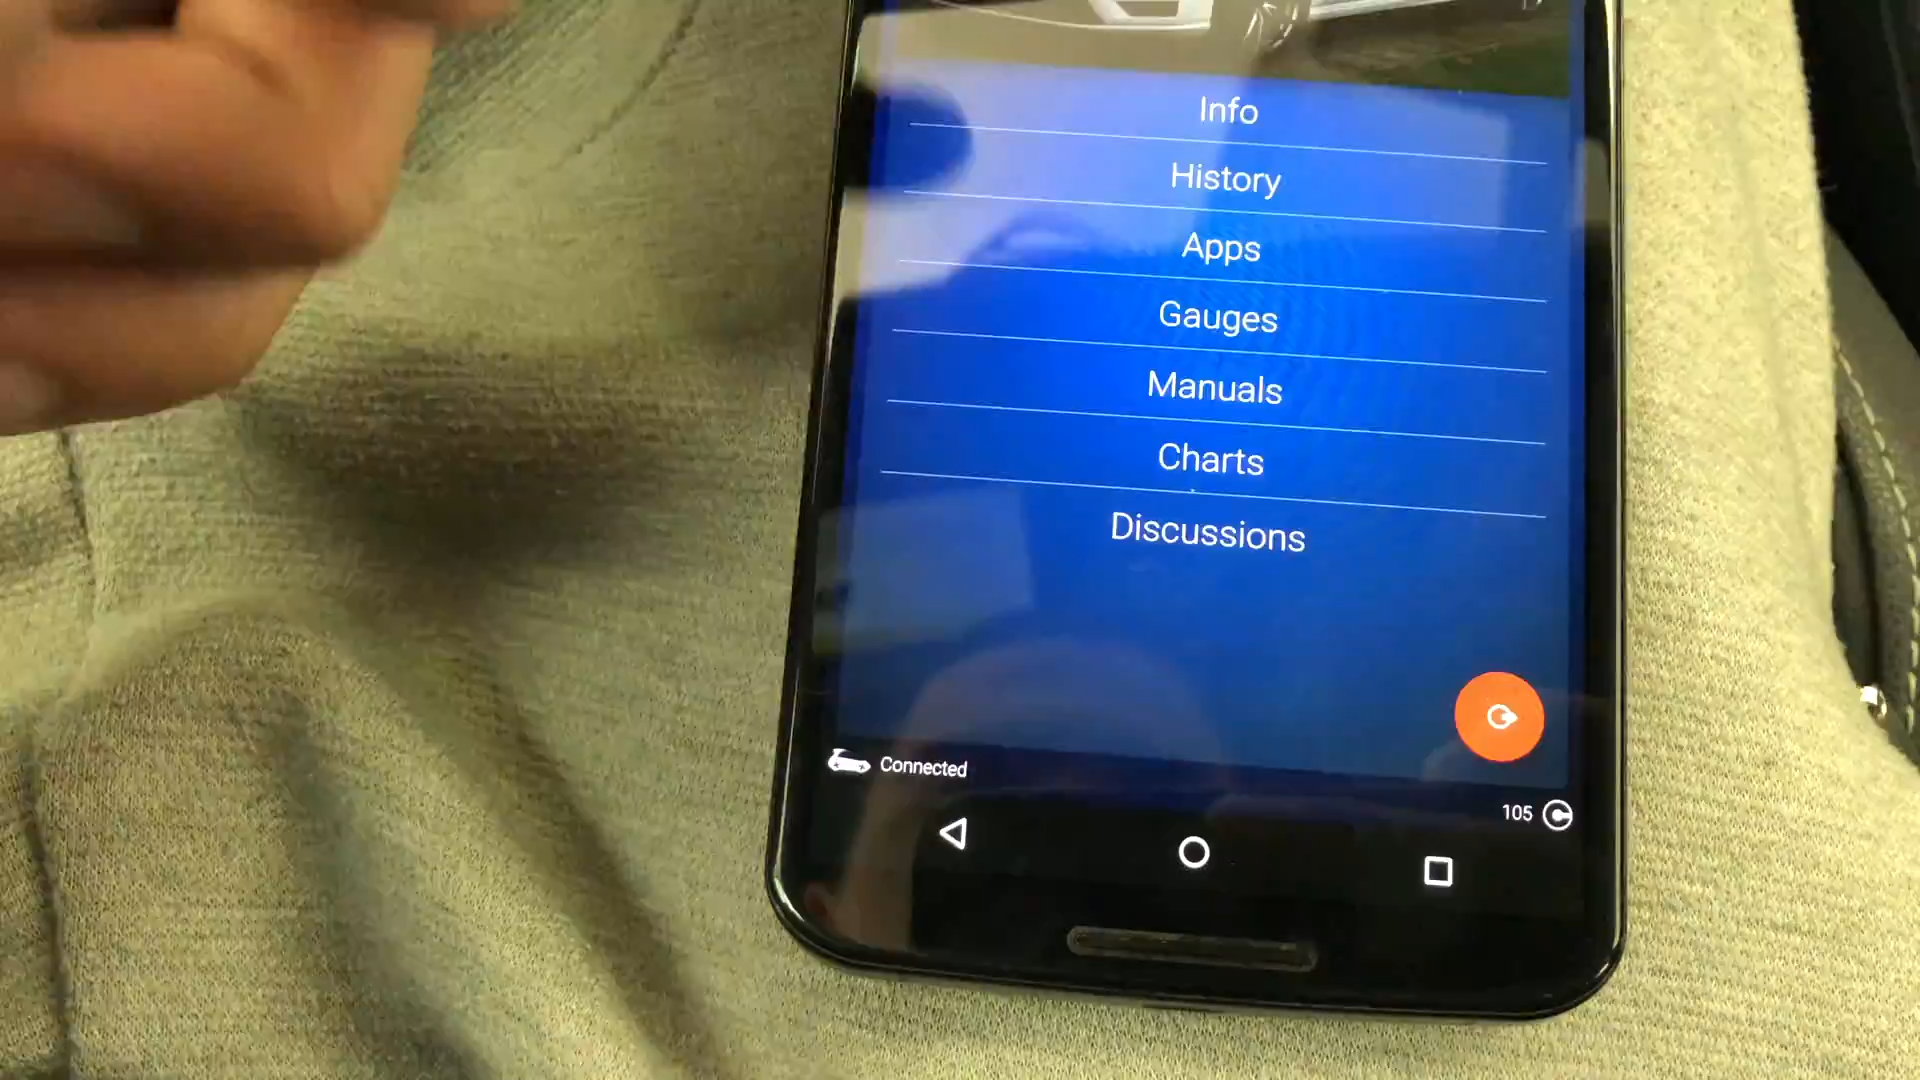 Info
History
Apps
Gauges
Manuals
Charts
Discussions
Connected
105